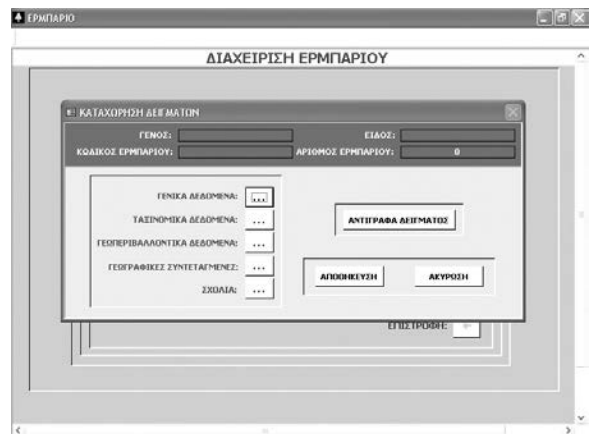 ΕΡΜΠΑΡΙΟ
ΔΙΑΧΕΙΡΙΣΗ ΕΡΜΠΑΡΙΟΥ
ΚΑΤΑΧΩΡΗΣΗ ΔΕΙΓΜΑΤΩΝ
ΓΕΝΟΣ: ΕΙΔΟΣ:
ΚΩΔΙΚΟΣ ΕΡΜΠΑΡΙΟΥ: ΑΡΙΘΜΟΣ ΕΡΜΠΑΡΙΟΥ: 0
ΓΕΝΙΚΑ ΔΕΔΟΜΕΝΑ: ...
ΤΑΞΙΝΟΜΙΚΑ ΔΕΔΟΜΕΝΑ: ...
ΓΕΩΠΕΡΙΒΑΛΛΟΝΤΙΚΑ ΔΕΔΟΜΕΝΑ: ...
ΓΕΩΓΡΑΦΙΚΕΣ ΣΥΝΤΕΤΑΓΜΕΝΕΣ: ...
ΣΧΟΛΙΑ: ...
ΑΝΤΙΓΡΑΦΑ ΔΕΙΓΜΑΤΟΣ
ΑΠΟΘΗΚΕΥΣΗ ΑΚΥΡΩΣΗ
ΕΠΙΣΤΡΟΦΗ: